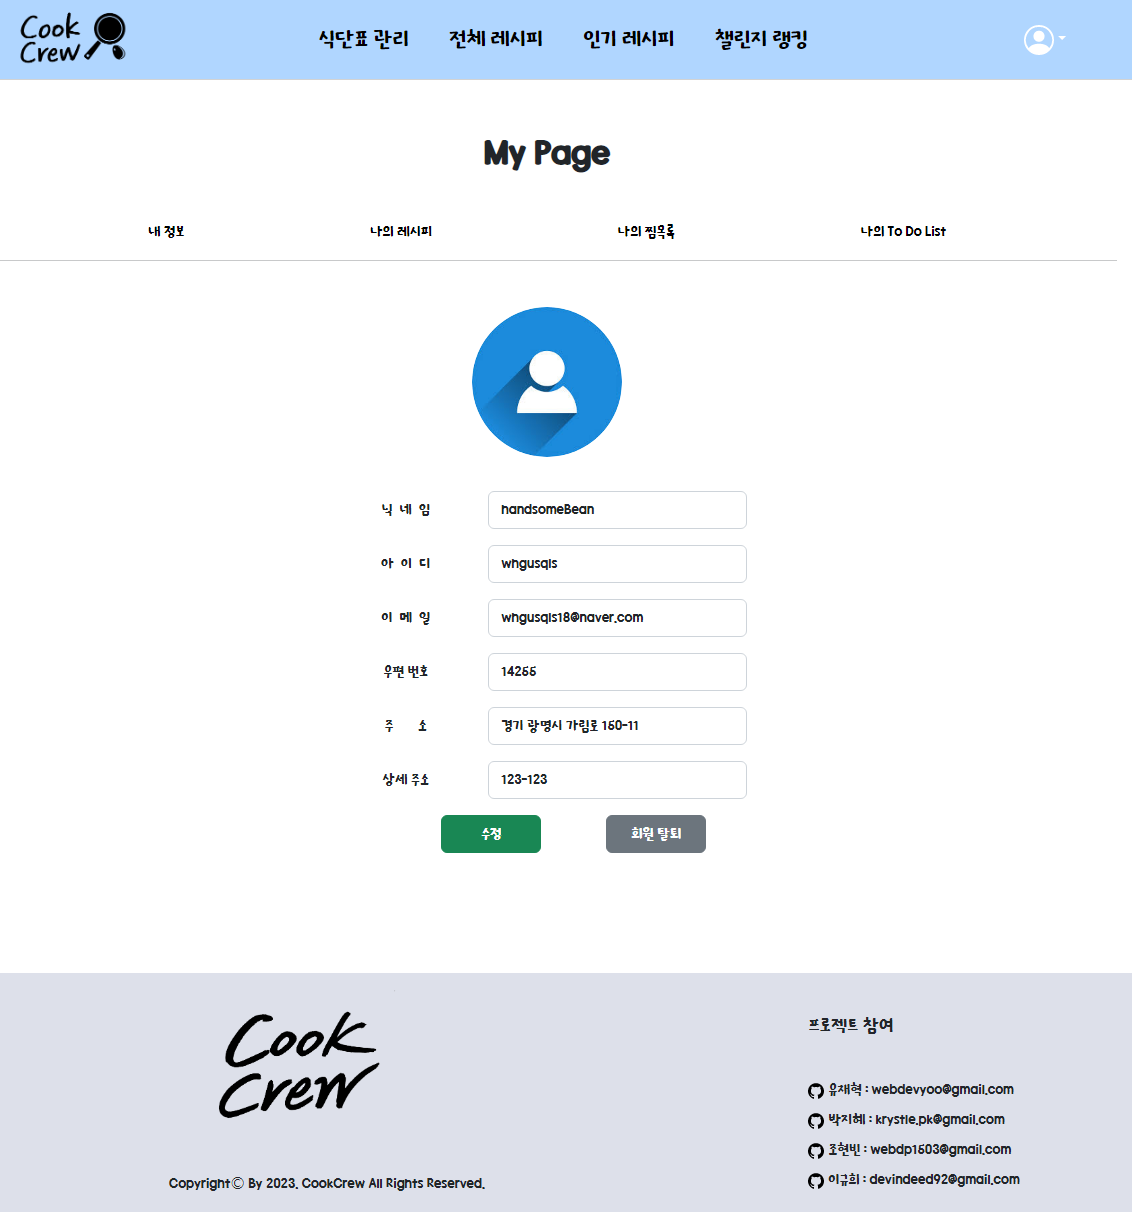 Cook
Crew
식단표 관리 전체 레시피 인기 레시피 챌린지 랭킹
My Page
내 정보 나의 레시피 나의 찜목록 나의 To Do List
닉 네 임 handsomeBean
아 이 디 whgusqls
이 메 일 whgusqls18@naver.com
우편 번호 14255
주 소 경기 광명시 가림로 150-11
상세 주소 123-123
수정 회원 탈퇴
Cook
Crew
Copyright© By 2023. CookCrew All Rights Reserved.
프로젝트 참여
유재혁 : webdevyoo@gmail.com
박지혜 : krystle.pk@gmail.com
조현빈 : webdp1503@gmail.com
이규희 : devindeed92@gmail.com